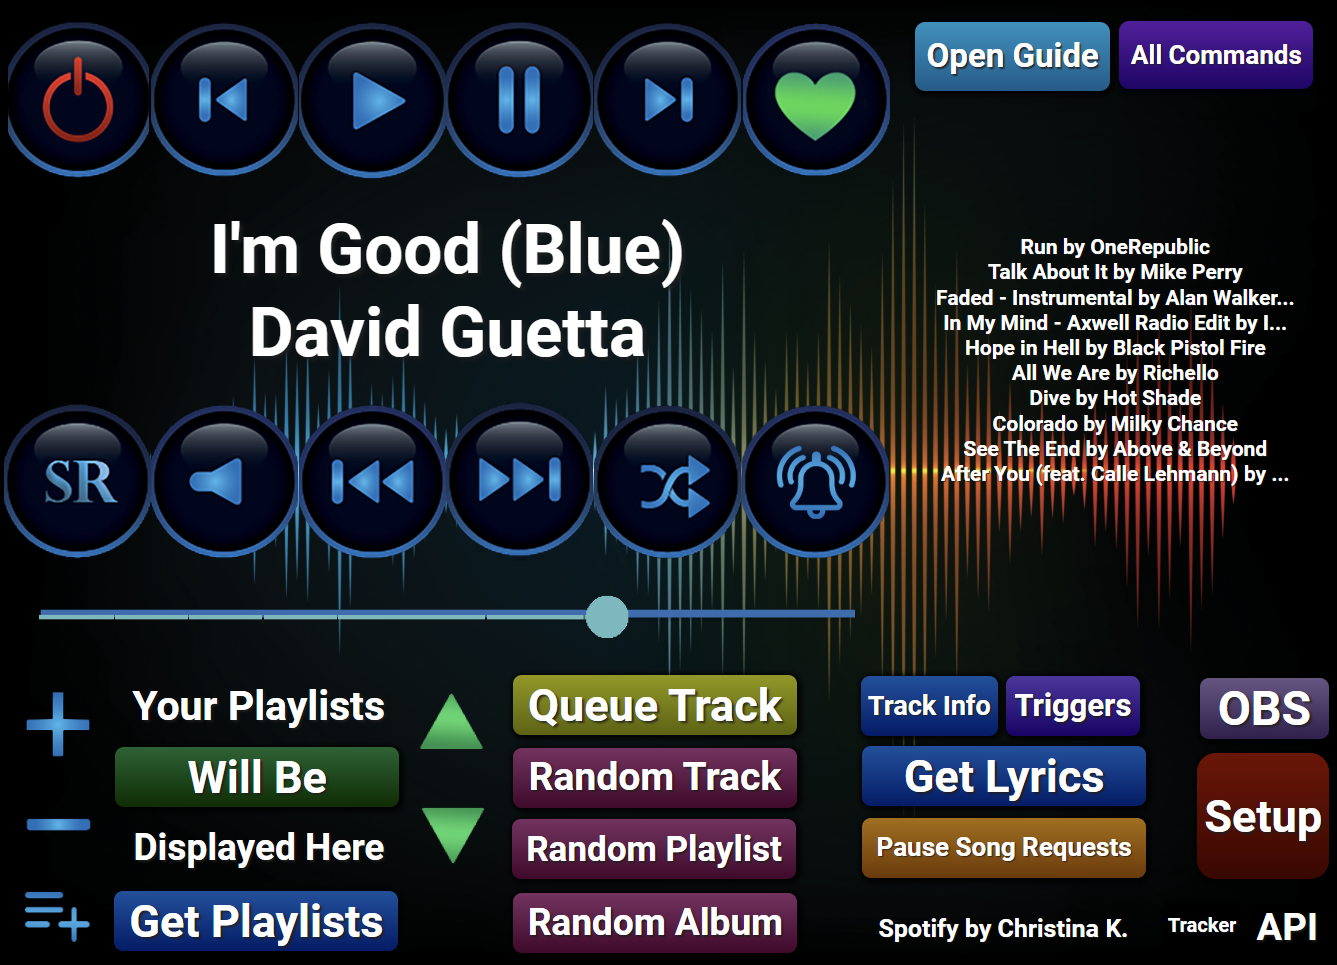 Open Guide
All Commands
I'm Good (Blue)
David Guetta
Run by OneRepublic
Talk About It by Mike Perry
Faded - Instrumental by Alan Walker...
In My Mind - Axwell Radio Edit by I...
Hope in Hell by Black Pistol Fire
All We Are by Richello
Dive by Hot Shade
Colorado by Milky Chance
See The End by Above & Beyond
After You (feat. Calle Lehmann) by ...
SR
Your Playlists
Will Be
Displayed Here
Get Playlists
Queue Track
Random Track
Random Playlist
Random Album
Track Info
Triggers
Get Lyrics
Pause Song Requests
Spotify by Christina K.
OBS
Setup
Tracker
API